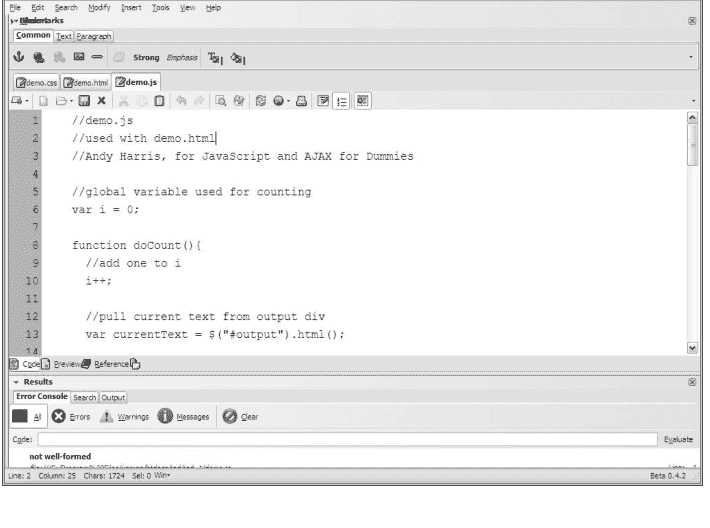 File Edit Search Modify Insert Tools View Help
Common Text Paragraph
Strong Emphasis
demo.css demo.html demo.js
1 //demo.js
2 //used with demo.html
3 //Andy Harris, for JavaScript and AJAX for Dummies
4
5 //global variable used for counting
6 var i = 0;
7
8 function doCount(){
9 //add one to i
10 i++;
11
12 //pull current text from output div
13 var currentText = $("#output").html();
14
Code Preview Reference
Results
Error Console Search Output
All Errors Warnings Messages Clear
Code: Evaluate
not well-formed
Line: 2 Column: 25 Chars: 1724 Sel: 0 Win Beta 0.4.2